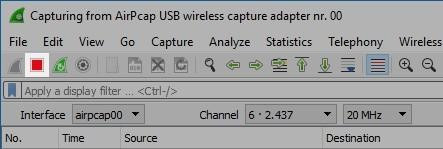 Capturing from AirPcap USB wireless capture adapter nr. 00
File Edit View Go Capture Analyze Statistics Telephony Wireless
Apply a display filter ... <Ctrl-/>
Interface airpcap00 Channel 6 · 2.437 20 MHz
No. Time Source Destination